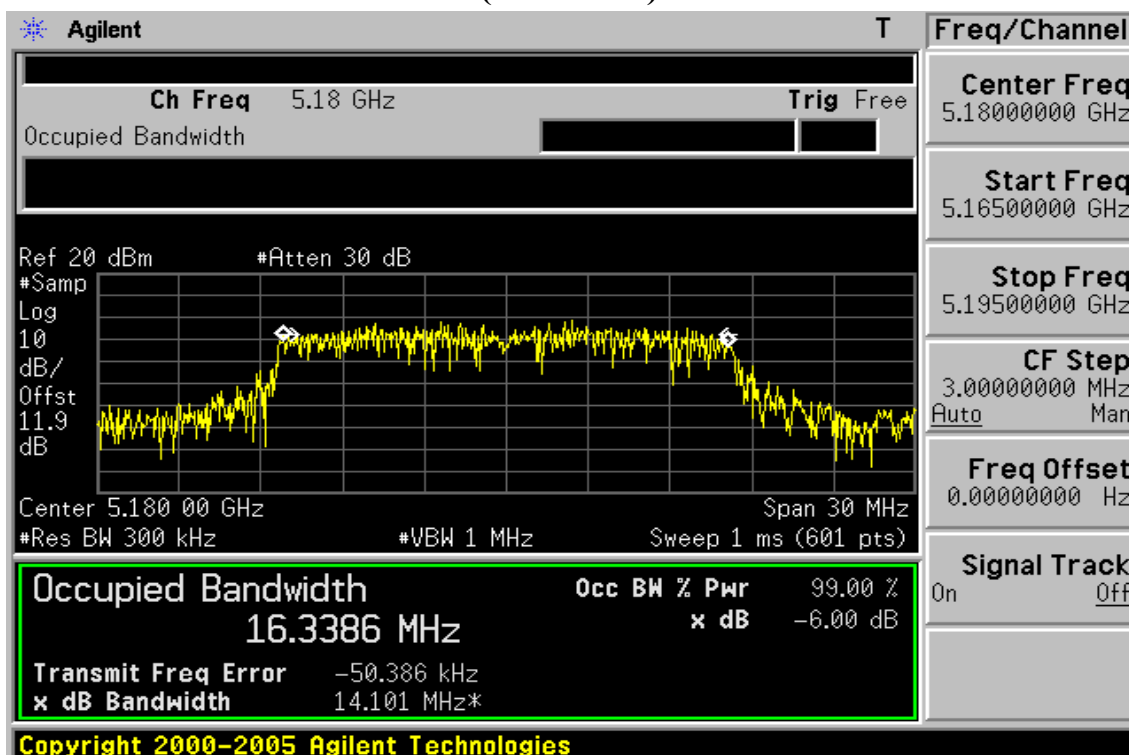 Agilent T Freq/Channel
Ch Freq 5.18 GHz Trig Free
Occupied Bandwidth
Center Freq
5.18000000 GHz
Start Freq
5.16500000 GHz
Stop Freq
5.19500000 GHz
CF Step
3.00000000 MHz
Auto Man
Freq Offset
0.00000000 Hz
Signal Track
On Off
Ref 20 dBm #Atten 30 dB
#Samp
Log
10
dB/
Offst
11.9
dB
Center 5.180 00 GHz Span 30 MHz
#Res BW 300 kHz #VBW 1 MHz Sweep 1 ms (601 pts)
Occupied Bandwidth Occ BW % Pwr 99.00 %
16.3386 MHz x dB -6.00 dB
Transmit Freq Error -50.386 kHz
x dB Bandwidth 14.101 MHz*
Copyright 2000-2005 Agilent Technologies